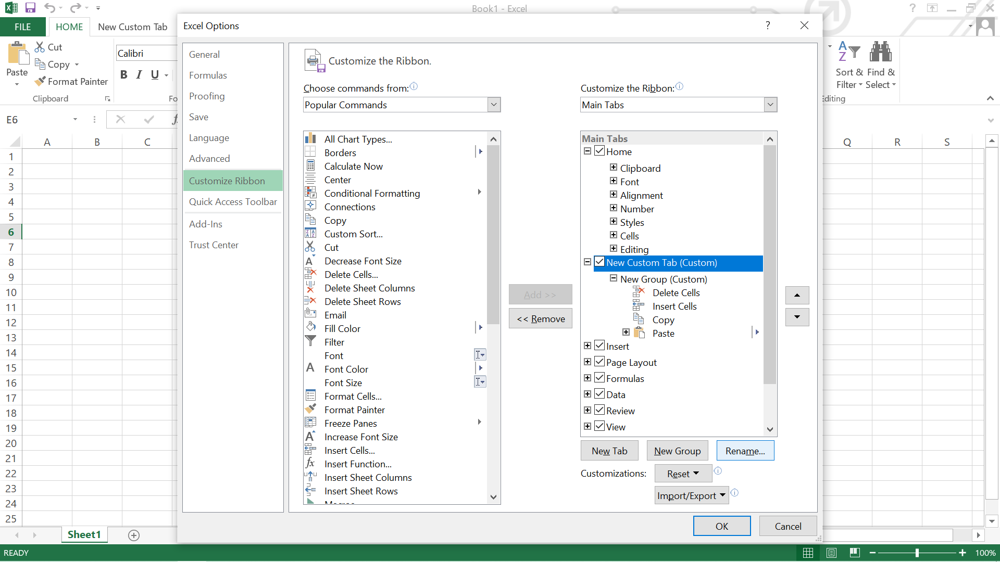 Book1 - Excel
FILE
HOME
New Custom Tab
Cut
Copy
Paste
Format Painter
Clipboard
Calibri
B I U
Fo
Sort & Filter
Find & Select
Editing
E6
A B C Q R S
1
2
3
4
5
6
7
8
9
10
11
12
13
14
15
16
17
18
19
20
21
22
23
24
25
Excel Options
?
General
Formulas
Proofing
Save
Language
Advanced
Customize Ribbon
Quick Access Toolbar
Add-Ins
Trust Center
Customize the Ribbon.
Choose commands from:
Popular Commands
All Chart Types...
Borders
Calculate Now
Center
Conditional Formatting
Connections
Copy
Custom Sort...
Cut
Decrease Font Size
Delete Cells...
Delete Sheet Columns
Delete Sheet Rows
Email
Fill Color
Filter
Font
Font Color
Font Size
Format Cells...
Format Painter
Freeze Panes
Increase Font Size
Insert Cells...
Insert Function...
Insert Sheet Columns
Insert Sheet Rows
Add >>
<< Remove
Customize the Ribbon:
Main Tabs
Main Tabs
Home
Clipboard
Font
Alignment
Number
Styles
Cells
Editing
New Custom Tab (Custom)
New Group (Custom)
Delete Cells
Insert Cells
Copy
Paste
Insert
Page Layout
Formulas
Data
Review
View
New Tab
New Group
Rename...
Customizations:
Reset
Import/Export
OK
Cancel
Sheet1
READY
100%